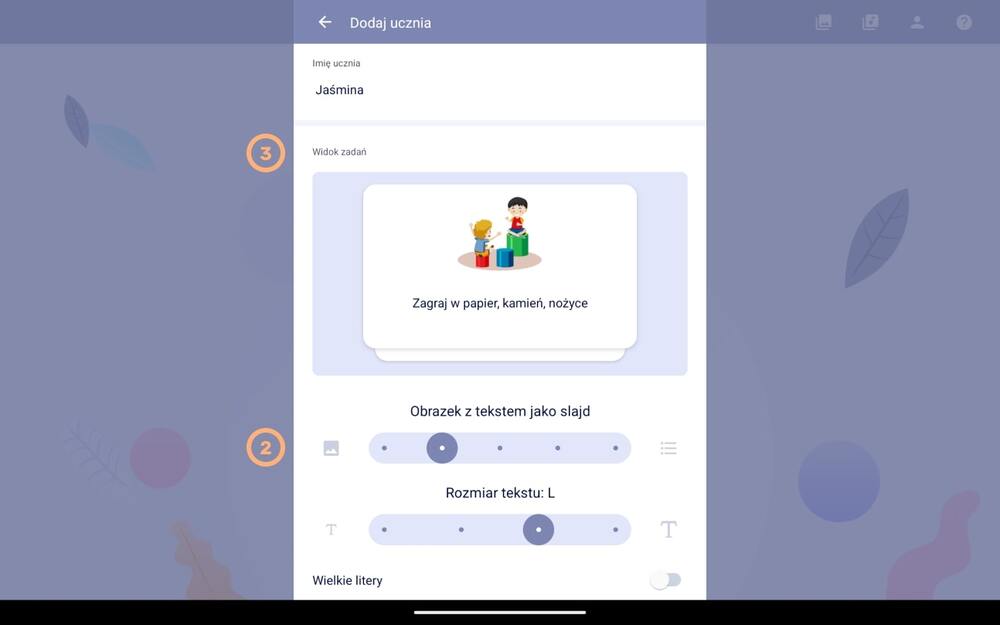 Dodaj ucznia
Imię ucznia
Jaśmina
3
Widok zadań
Zagraj w papier, kamień, nożyce
Obrazek z tekstem jako slajd
2
Rozmiar tekstu: L
T
T
Wielkie litery